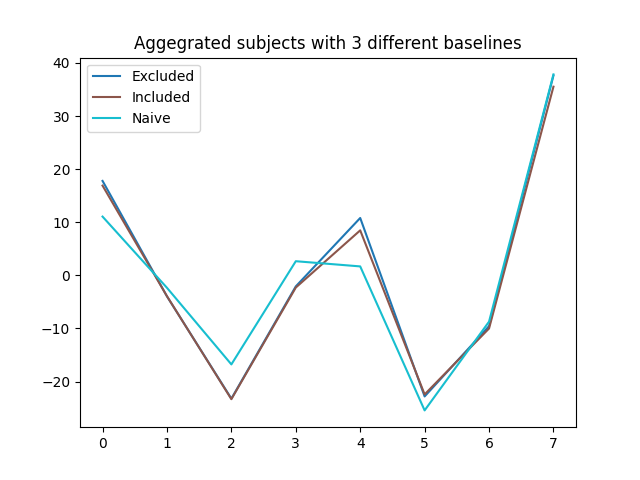 Aggegrated subjects with 3 different baselines
Excluded
Included
Naive
40
30
20
10
0
−10
−20
0 1 2 3 4 5 6 7